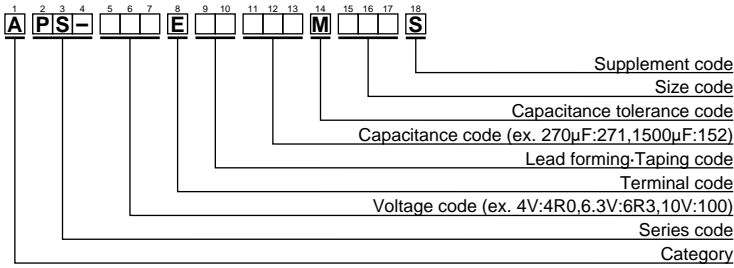 1 2 3 4 5 6 7 8 9 10 11 12 13 14 15 16 17 18
A P S – E M S
Supplement code
Size code
Capacitance tolerance code
Capacitance code (ex. 270µF:271,1500µF:152)
Lead forming·Taping code
Terminal code
Voltage code (ex. 4V:4R0,6.3V:6R3,10V:100)
Series code
Category